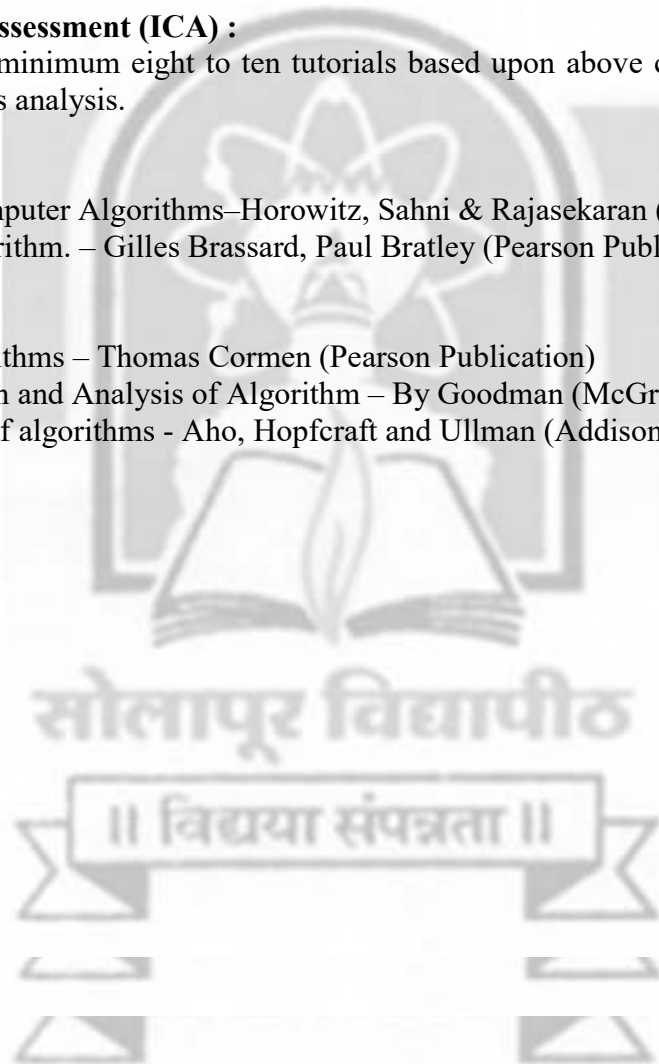 ssessment (ICA) :
minimum eight to ten tutorials based upon above c
s analysis.
nputer Algorithms–Horowitz, Sahni & Rajasekaran (
rithm. – Gilles Brassard, Paul Bratley (Pearson Publ
ithms – Thomas Cormen (Pearson Publication)
n and Analysis of Algorithm – By Goodman (McGr
f algorithms - Aho, Hopfcraft and Ullman (Addison
सोलापूर विद्यापीठ
॥ विद्यया संपन्नता ॥